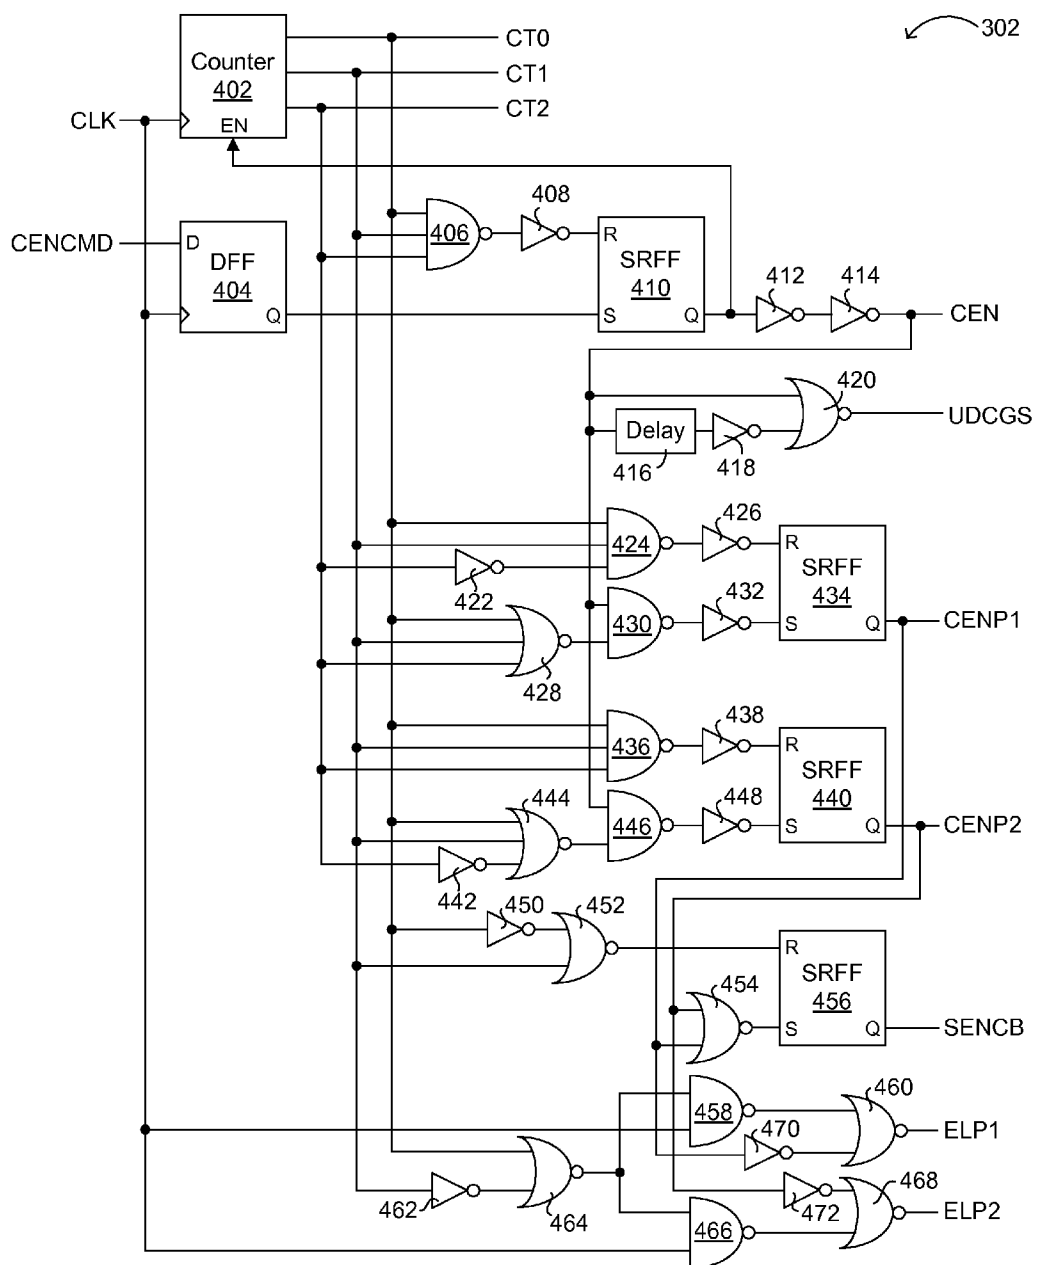 302
CT0
Counter
402
CT1
CT2
CLK
EN
408
CENCMD
D
DFF
404
Q
406
R
SRFF
410
S
Q
412
414
CEN
420
UDCGS
Delay
416
418
426
424
R
SRFF
434
S
Q
422
432
430
CENP1
428
438
436
R
SRFF
440
S
Q
444
448
446
CENP2
442
450
452
R
SRFF
456
S
Q
454
SENCB
458
460
470
ELP1
462
464
472
468
466
ELP2